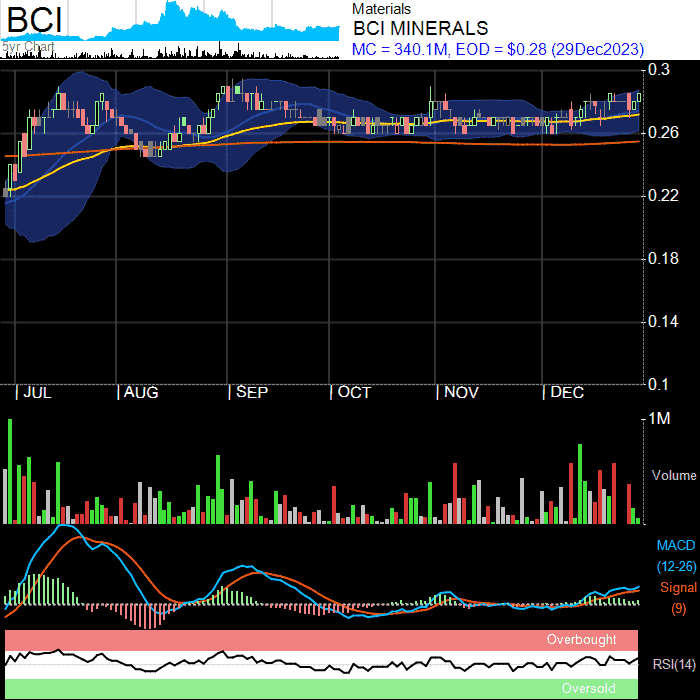 BCI
5yr Chart
Materials
BCI MINERALS
MC = 340.1M, EOD = $0.28 (29Dec2023)
0.3
0.26
0.22
0.18
0.14
0.1
JUL AUG SEP OCT NOV DEC
1M
Volume
MACD
(12-26)
Signal
(9)
Overbought
RSI(14)
Oversold